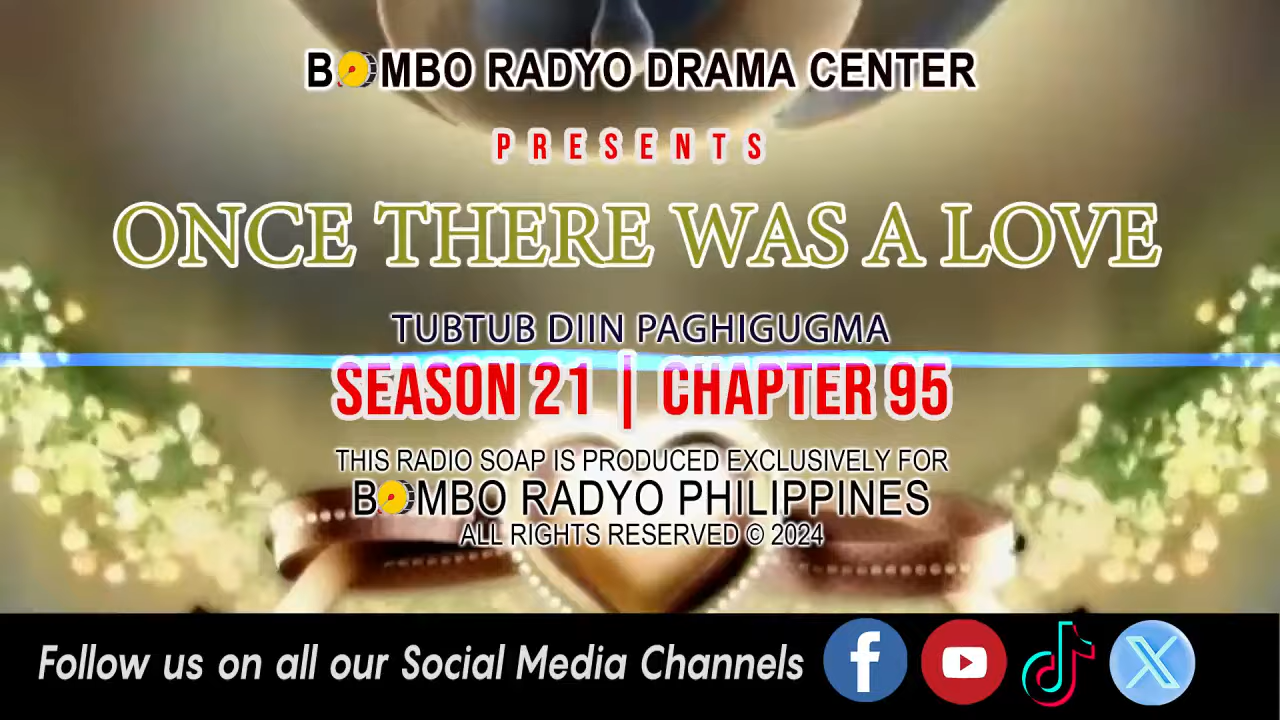 BOMBO RADYO DRAMA CENTER
PRESENTS
ONCE THERE WAS A LOVE
TUBTUB DIIN PAGHIGUGMA
SEASON 21 | CHAPTER 95
THIS RADIO SOAP IS PRODUCED EXCLUSIVELY FOR
BOMBO RADYO PHILIPPINES
ALL RIGHTS RESERVED © 2024
Follow us on all our Social Media Channels